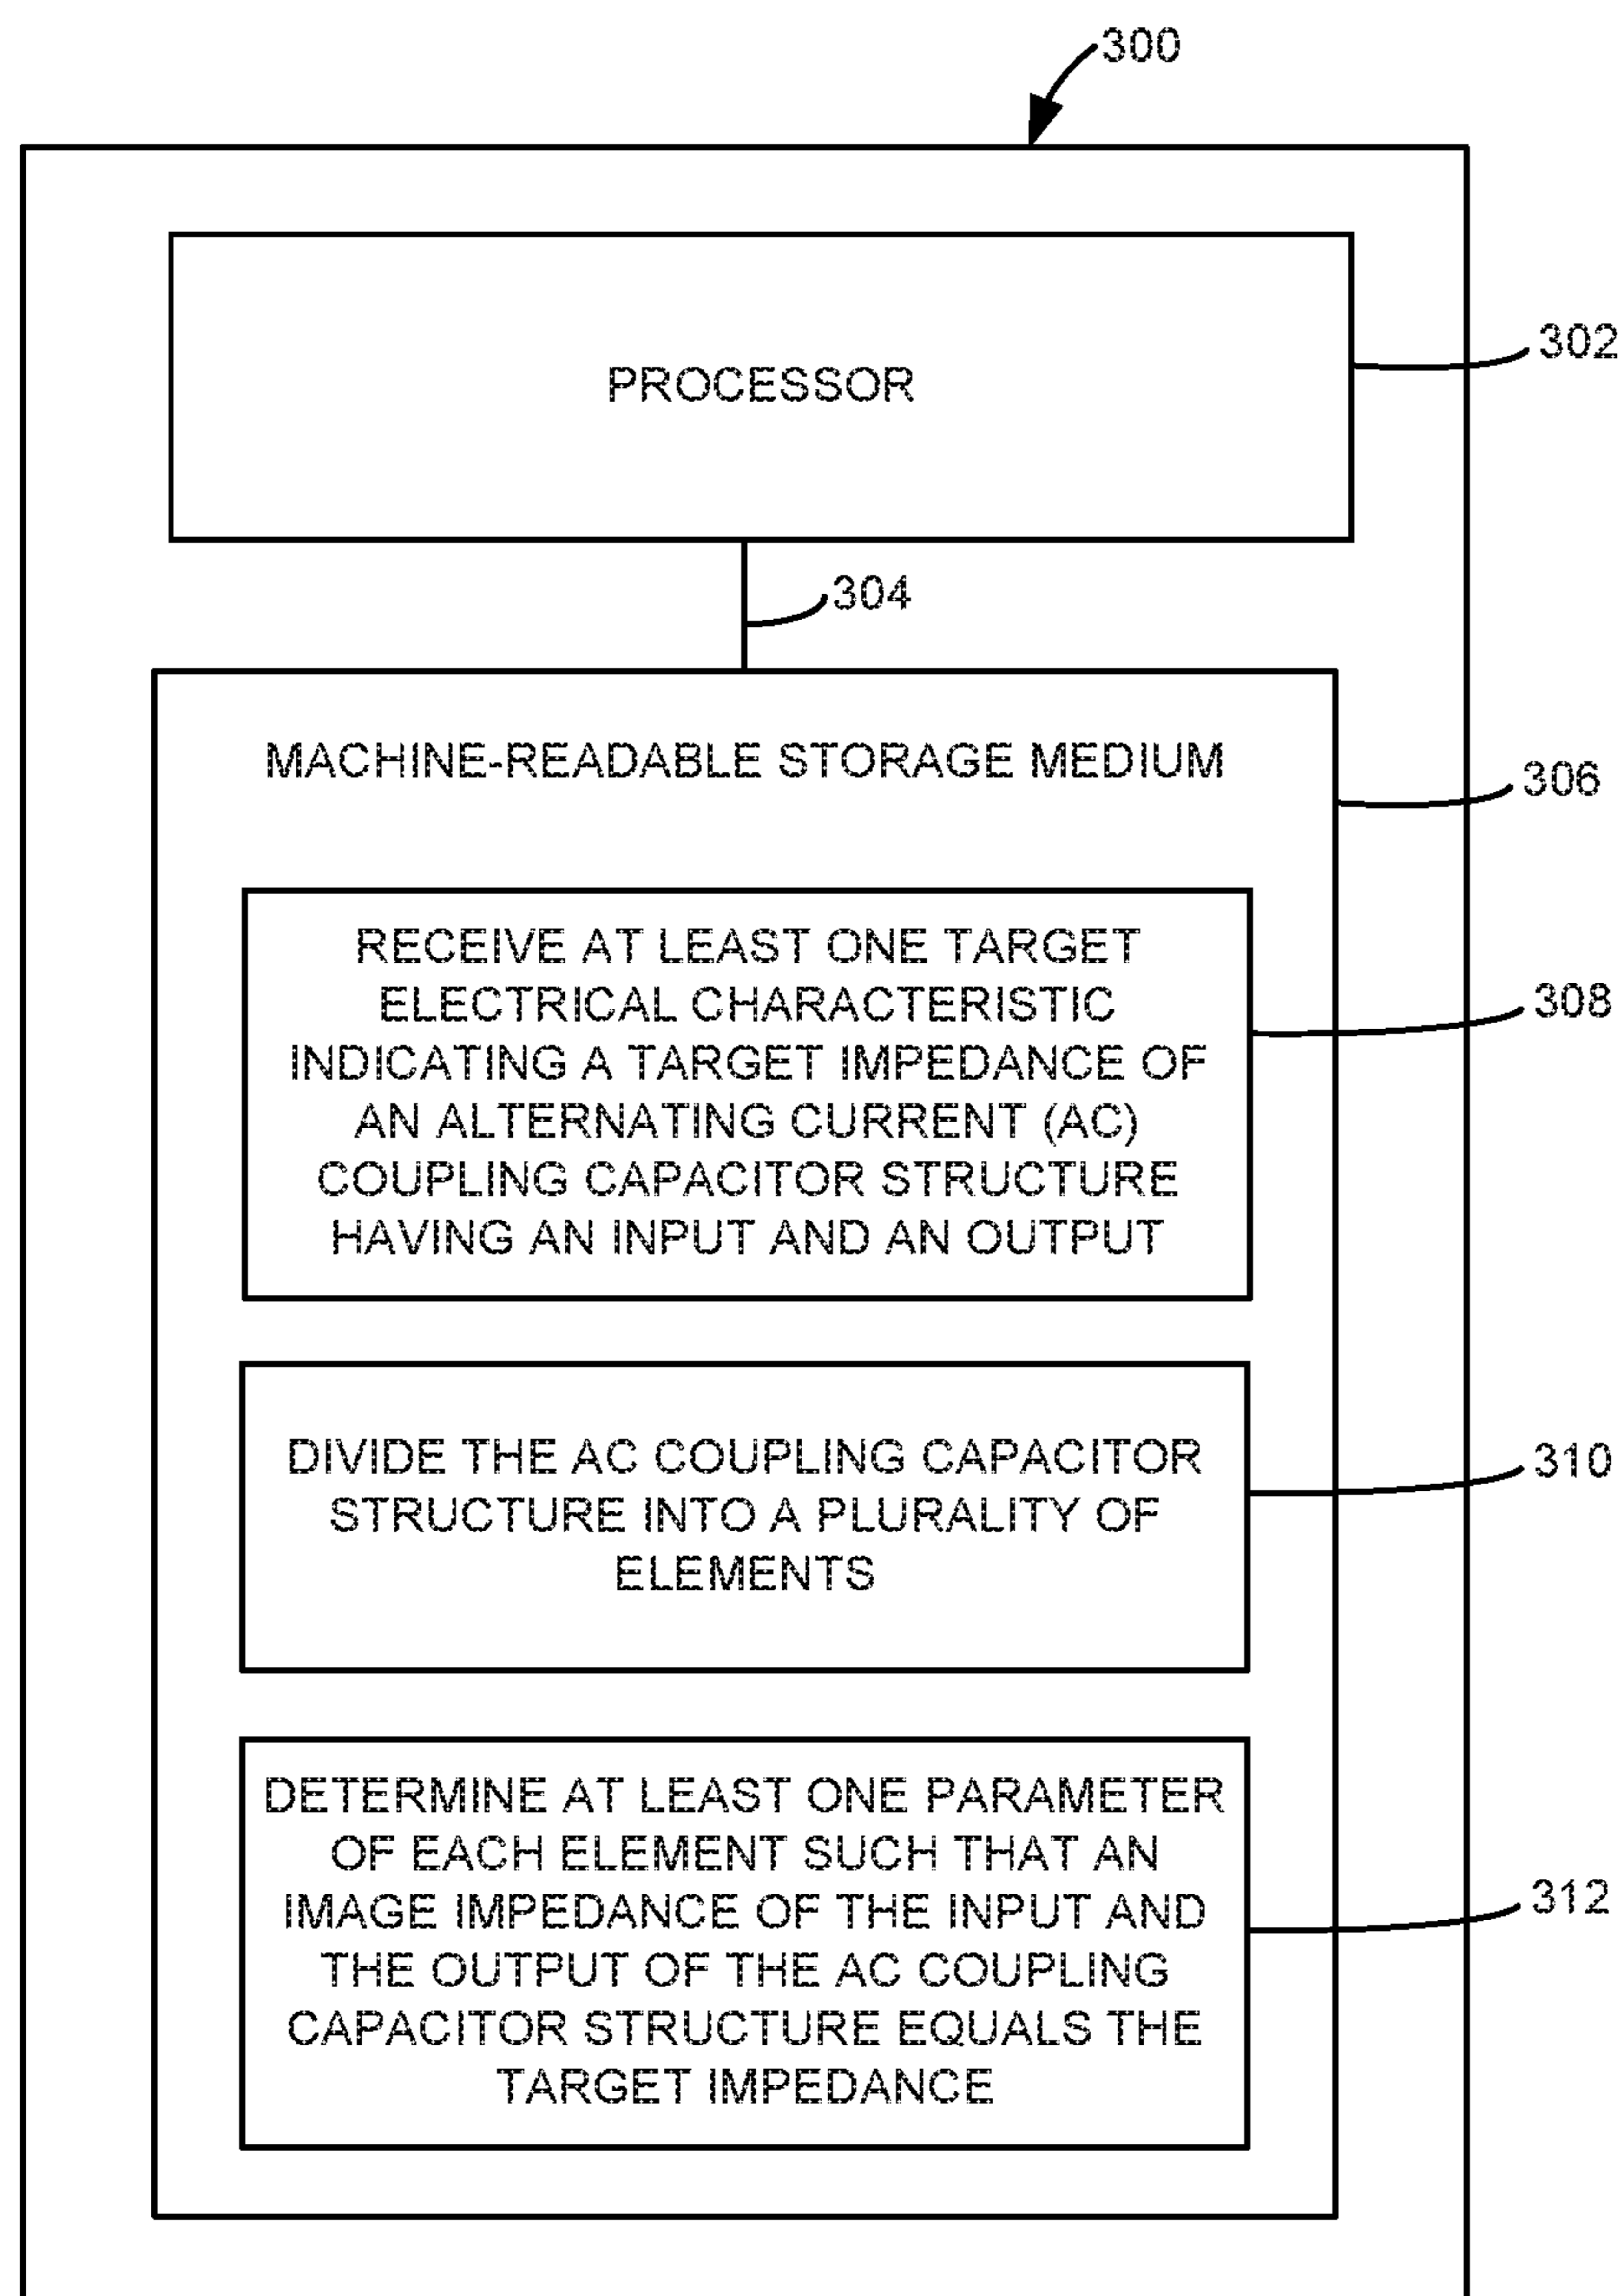 300
PROCESSOR
302
304
MACHINE-READABLE STORAGE MEDIUM
306
RECEIVE AT LEAST ONE TARGET
ELECTRICAL CHARACTERISTIC
INDICATING A TARGET IMPEDANCE OF
AN ALTERNATING CURRENT (AC)
COUPLING CAPACITOR STRUCTURE
HAVING AN INPUT AND AN OUTPUT
308
DIVIDE THE AC COUPLING CAPACITOR
STRUCTURE INTO A PLURALITY OF
ELEMENTS
310
DETERMINE AT LEAST ONE PARAMETER
OF EACH ELEMENT SUCH THAT AN
IMAGE IMPEDANCE OF THE INPUT AND
THE OUTPUT OF THE AC COUPLING
CAPACITOR STRUCTURE EQUALS THE
TARGET IMPEDANCE
312